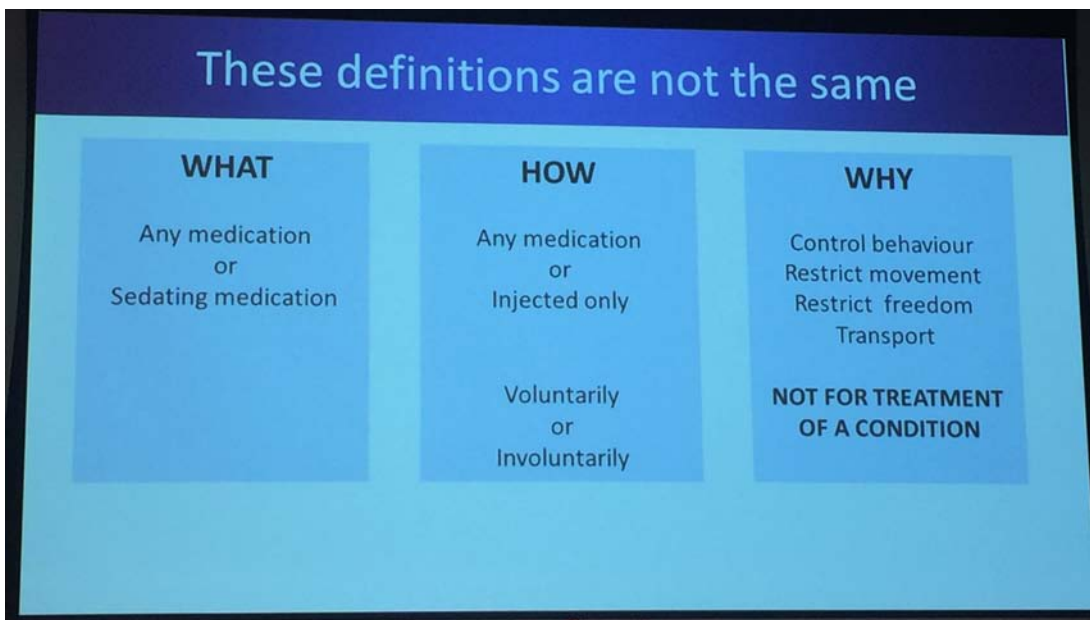 These definitions are not the same
WHAT
Any medication
or
Sedating medication
HOW
Any medication
or
Injected only
Voluntarily
or
Involuntarily
WHY
Control behaviour
Restrict movement
Restrict freedom
Transport
NOT FOR TREATMENT
OF A CONDITION